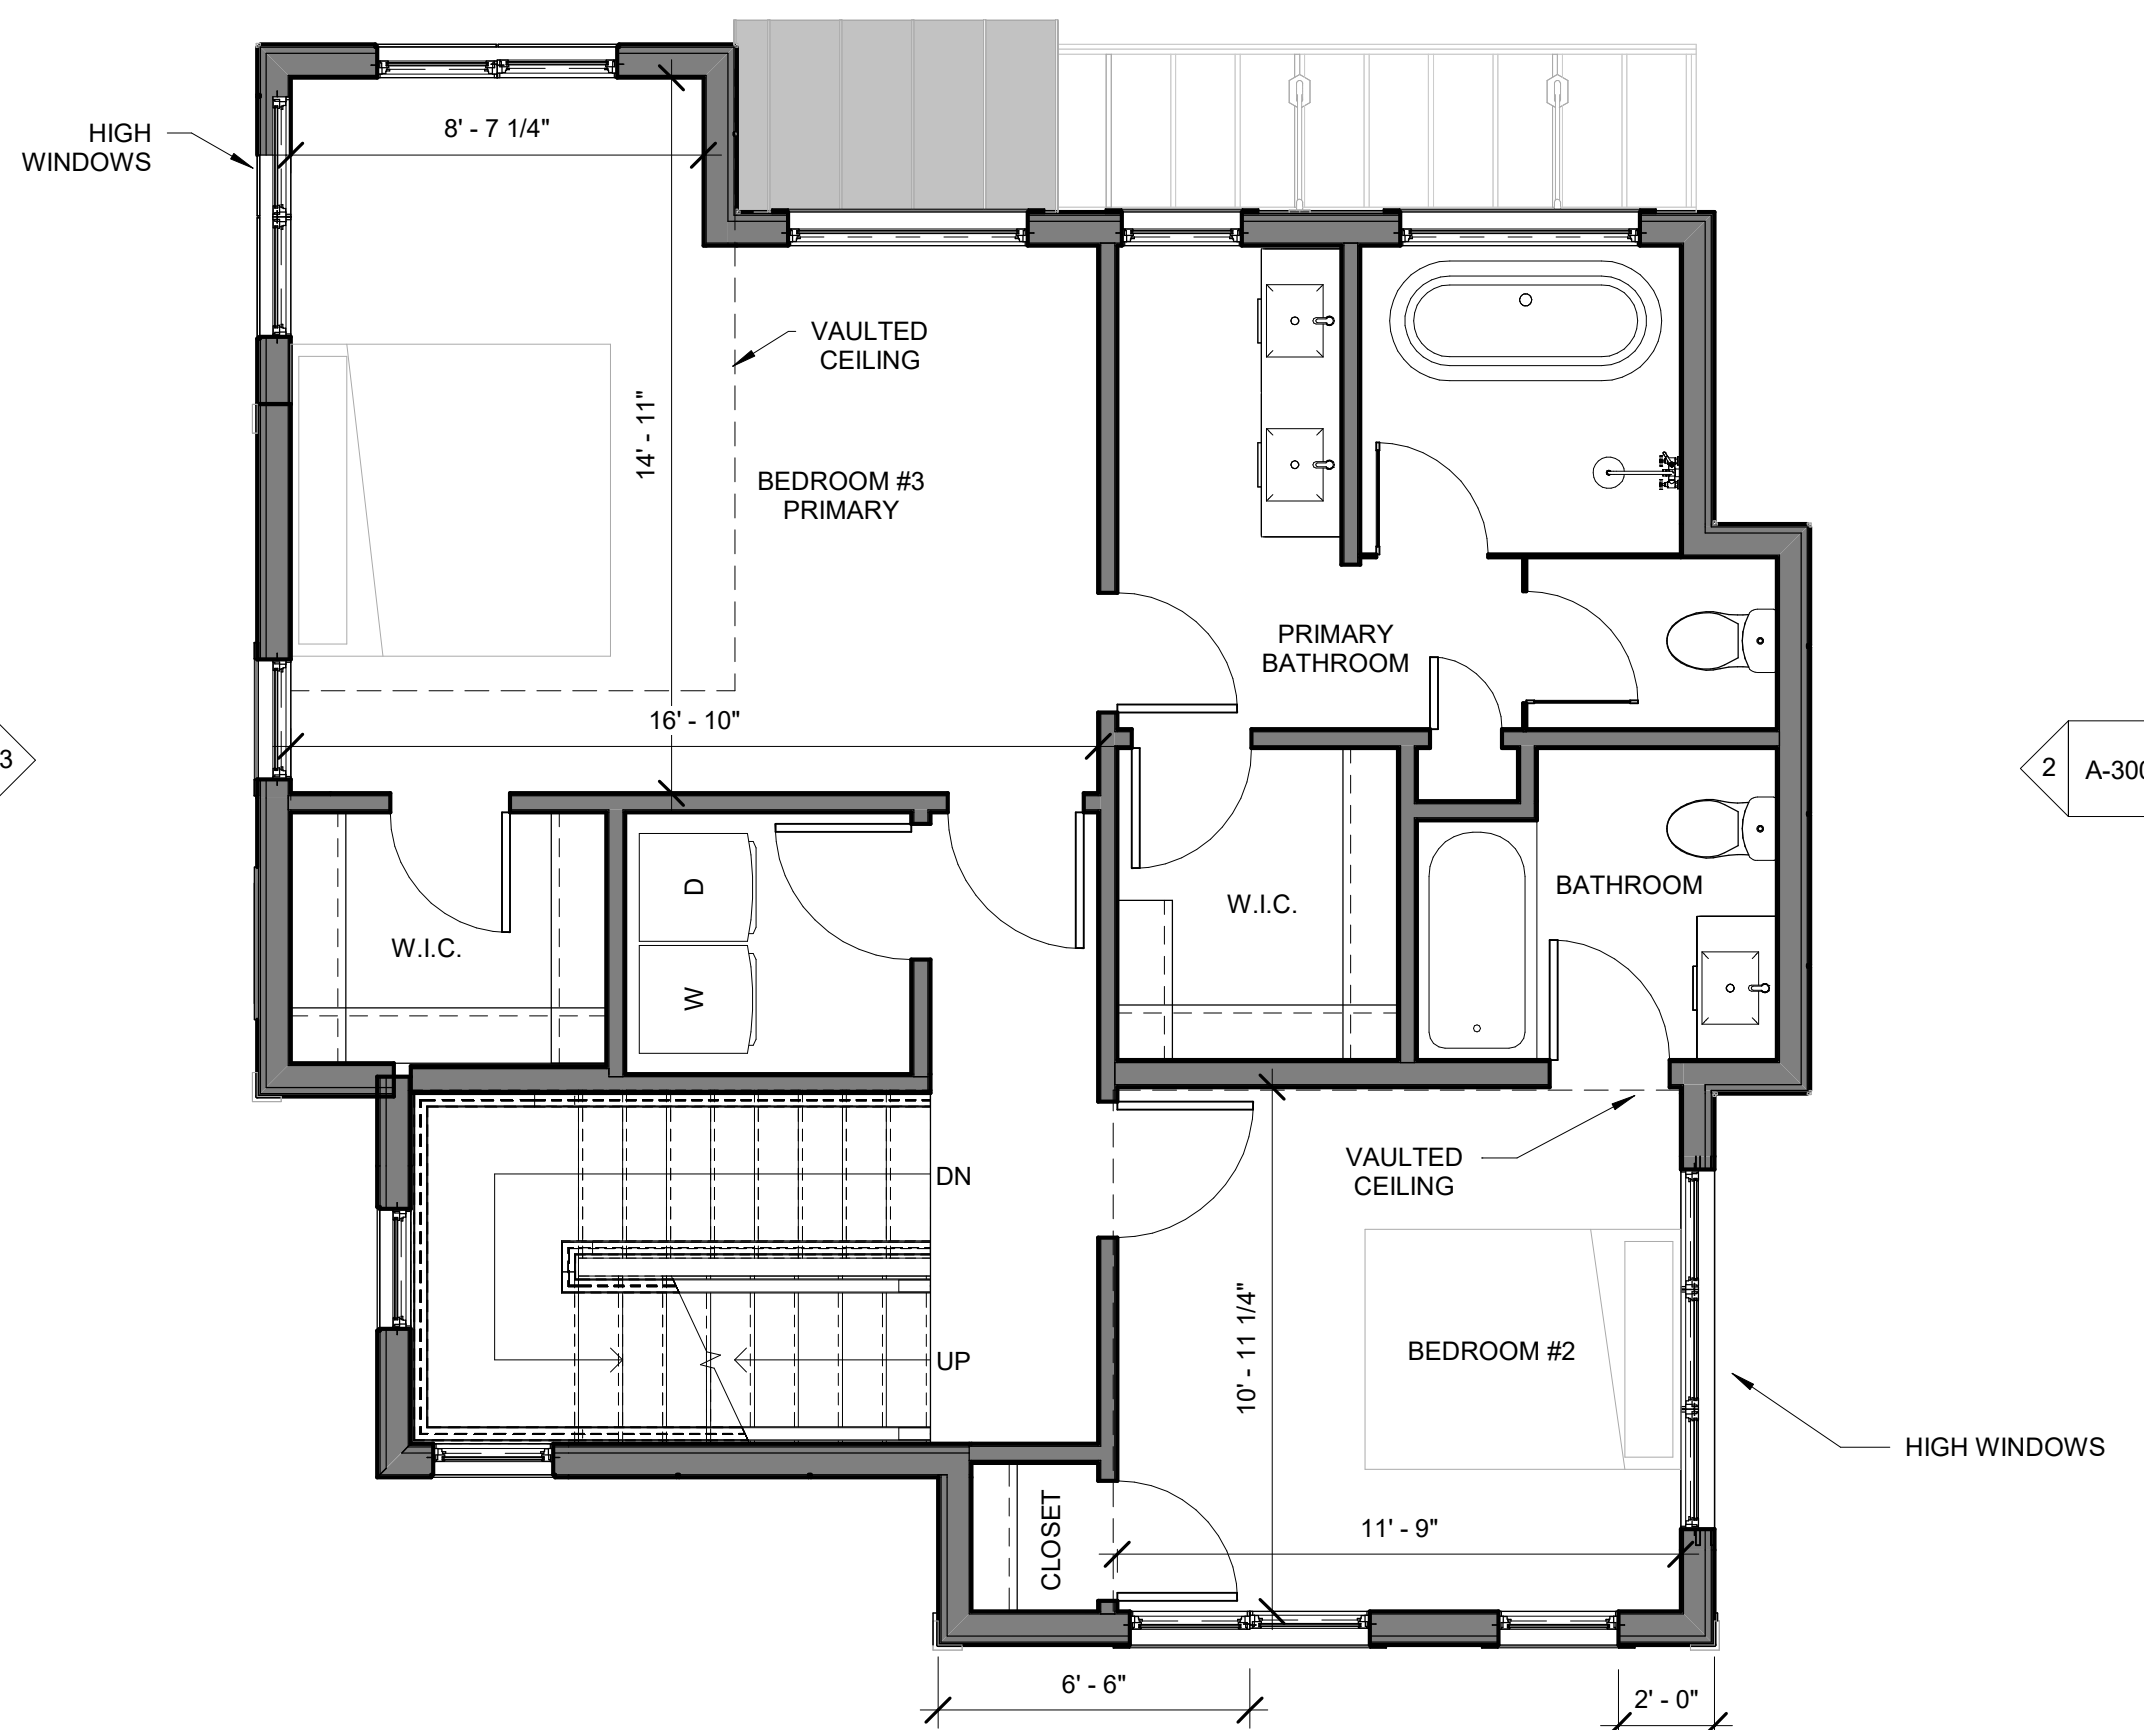 8' - 7 1/4"
HIGH
WINDOWS
VAULTED
CEILING
14' - 11"
BEDROOM #3
PRIMARY
PRIMARY
BATHROOM
16' - 10"
3
2
A-300
D
BATHROOM
W.I.C.
W.I.C.
W
DN
VAULTED
CEILING
UP
10' - 11 1/4"
BEDROOM #2
HIGH WINDOWS
CLOSET
11' - 9"
6' - 6"
2' - 0"